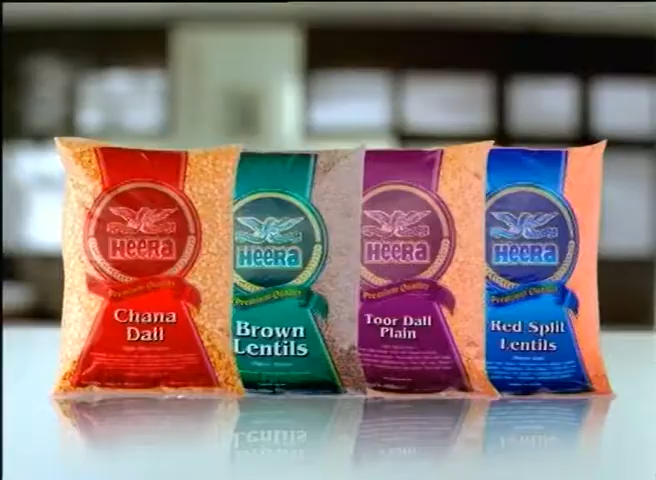 HEERA
Premium Quality
Chana
Dall
HEERA
Premium Quality
Brown
Lentils
HEERA
Premium Quality
Toor Dall
Plain
HEERA
Premium Quality
Red Split
Lentils